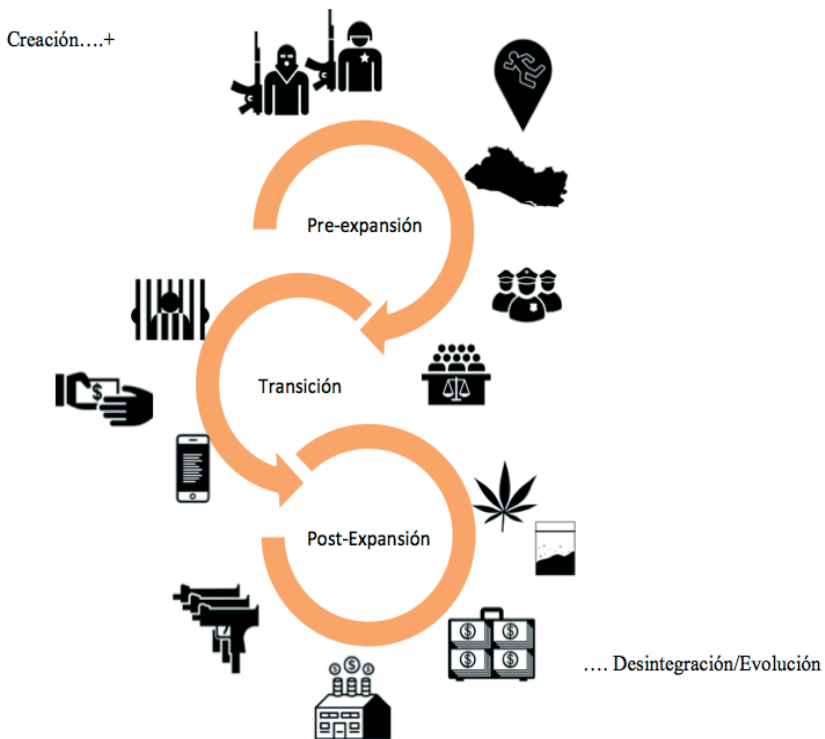 Creación….+
Pre-expansión
Transición
$
Post-Expansión
$ $
$ $
$ $ $
…. Desintegración/Evolución